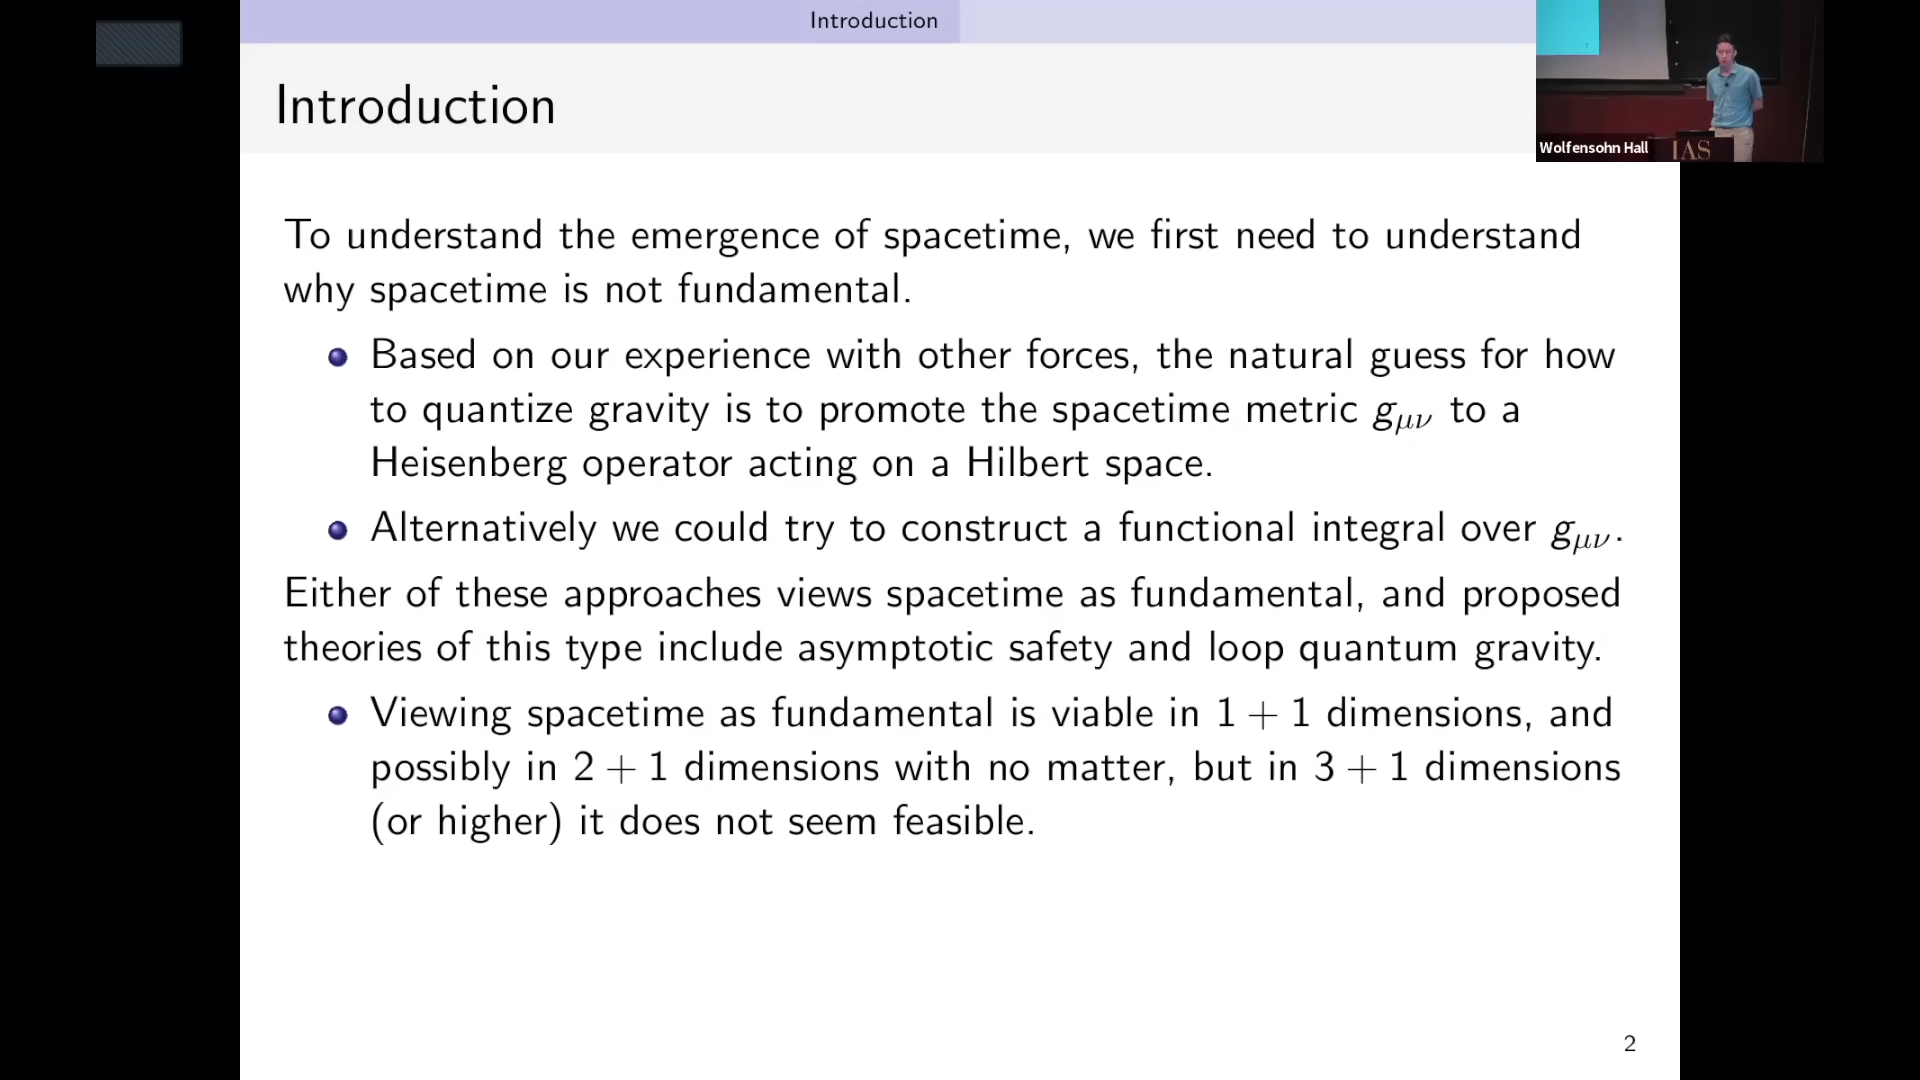 Introduction
Introduction
Wolfensohn Hall
IAS
To understand the emergence of spacetime, we first need to understand
why spacetime is not fundamental.
Based on our experience with other forces, the natural guess for how
to quantize gravity is to promote the spacetime metric gμν to a
Heisenberg operator acting on a Hilbert space.
Alternatively we could try to construct a functional integral over gμν.
Either of these approaches views spacetime as fundamental, and proposed
theories of this type include asymptotic safety and loop quantum gravity.
Viewing spacetime as fundamental is viable in 1 + 1 dimensions, and
possibly in 2 + 1 dimensions with no matter, but in 3 + 1 dimensions
(or higher) it does not seem feasible.
2